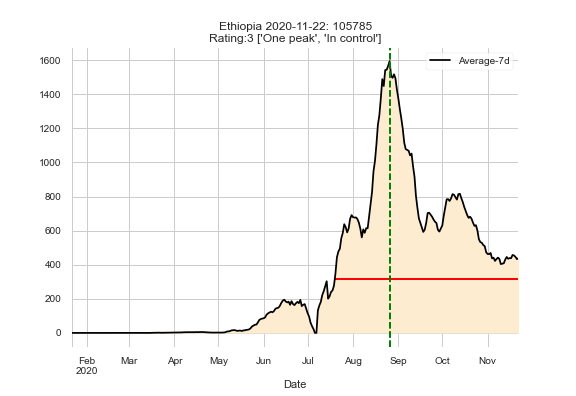 Ethiopia 2020-11-22: 105785
Rating:3 ['One peak', 'In control']
Average-7d
1600
1400
1200
1000
800
600
400
200
0
Feb Mar Apr May Jun Jul Aug Sep Oct Nov
2020
Date